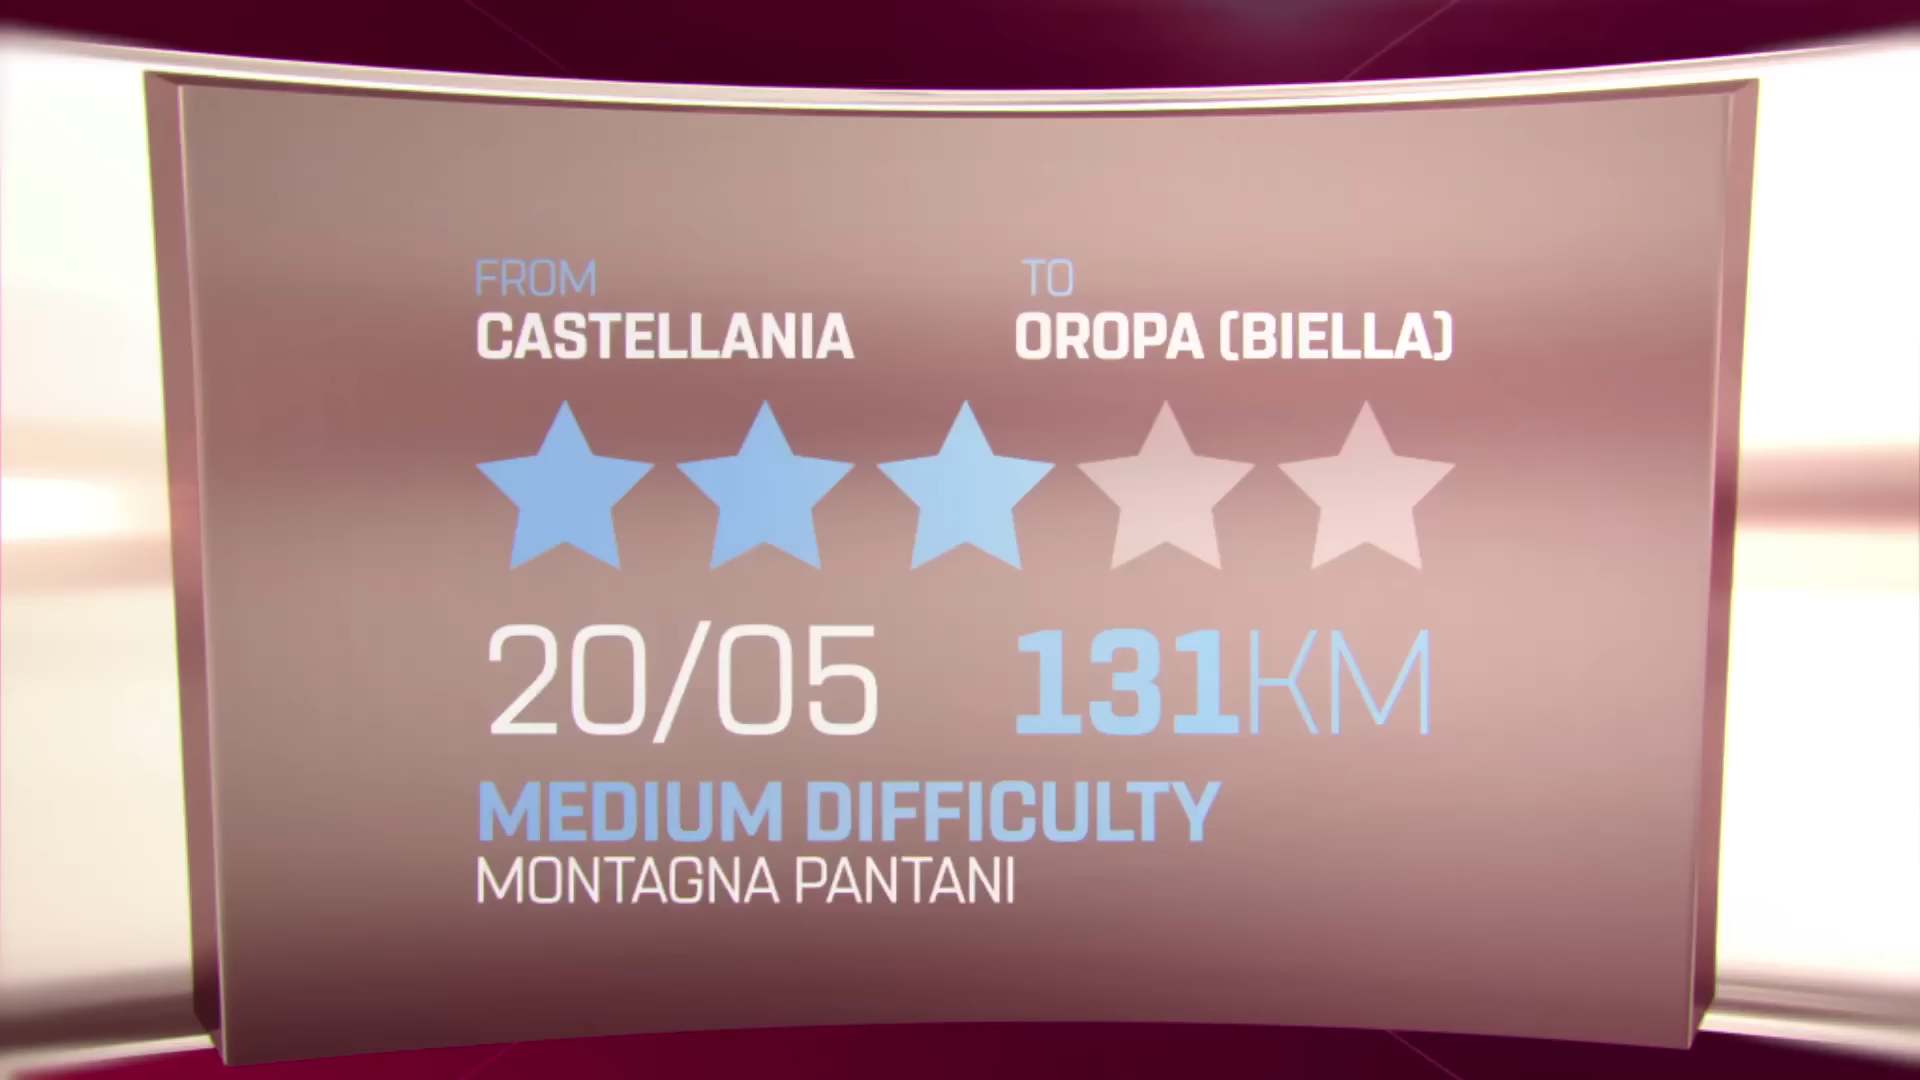 FROM
CASTELLANIA
TO
OROPA (BIELLA)
20/05
131KM
MEDIUM DIFFICULTY
MONTAGNA PANTANI